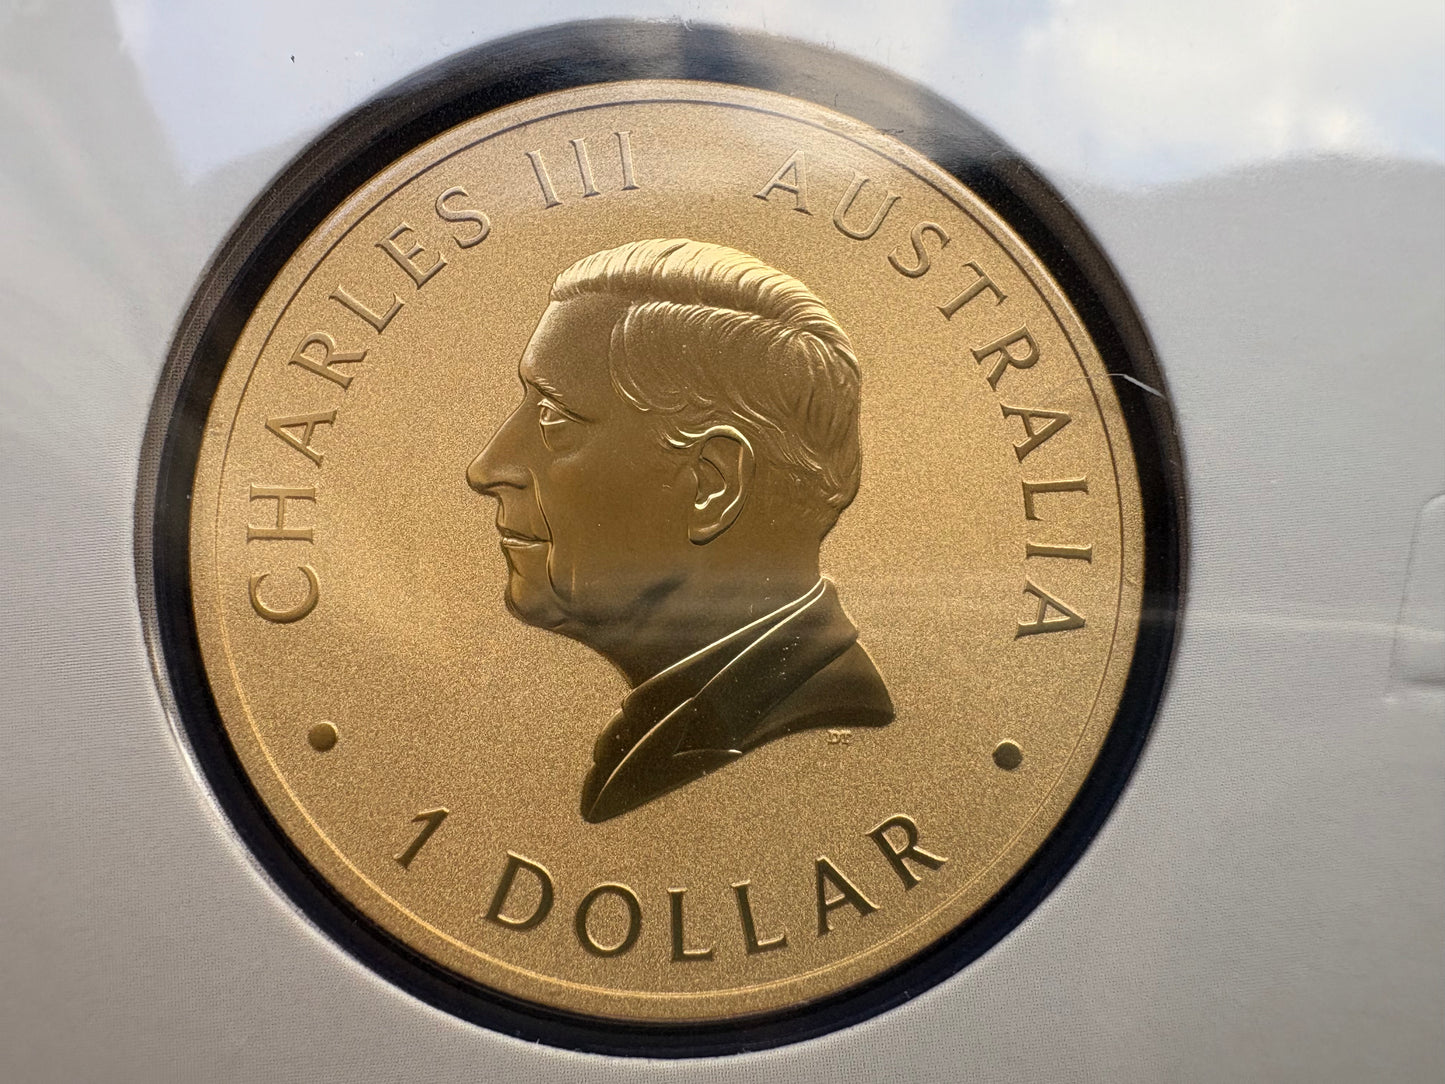 CHARLES III AUSTRALIA
DT
1 DOLLAR